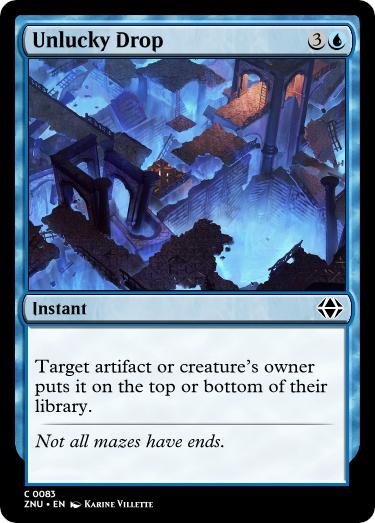 Unlucky Drop 3
Instant
Target artifact or creature's owner
puts it on the top or bottom of their
library.
Not all mazes have ends.
C 0083
ZNU • EN Karine Villette